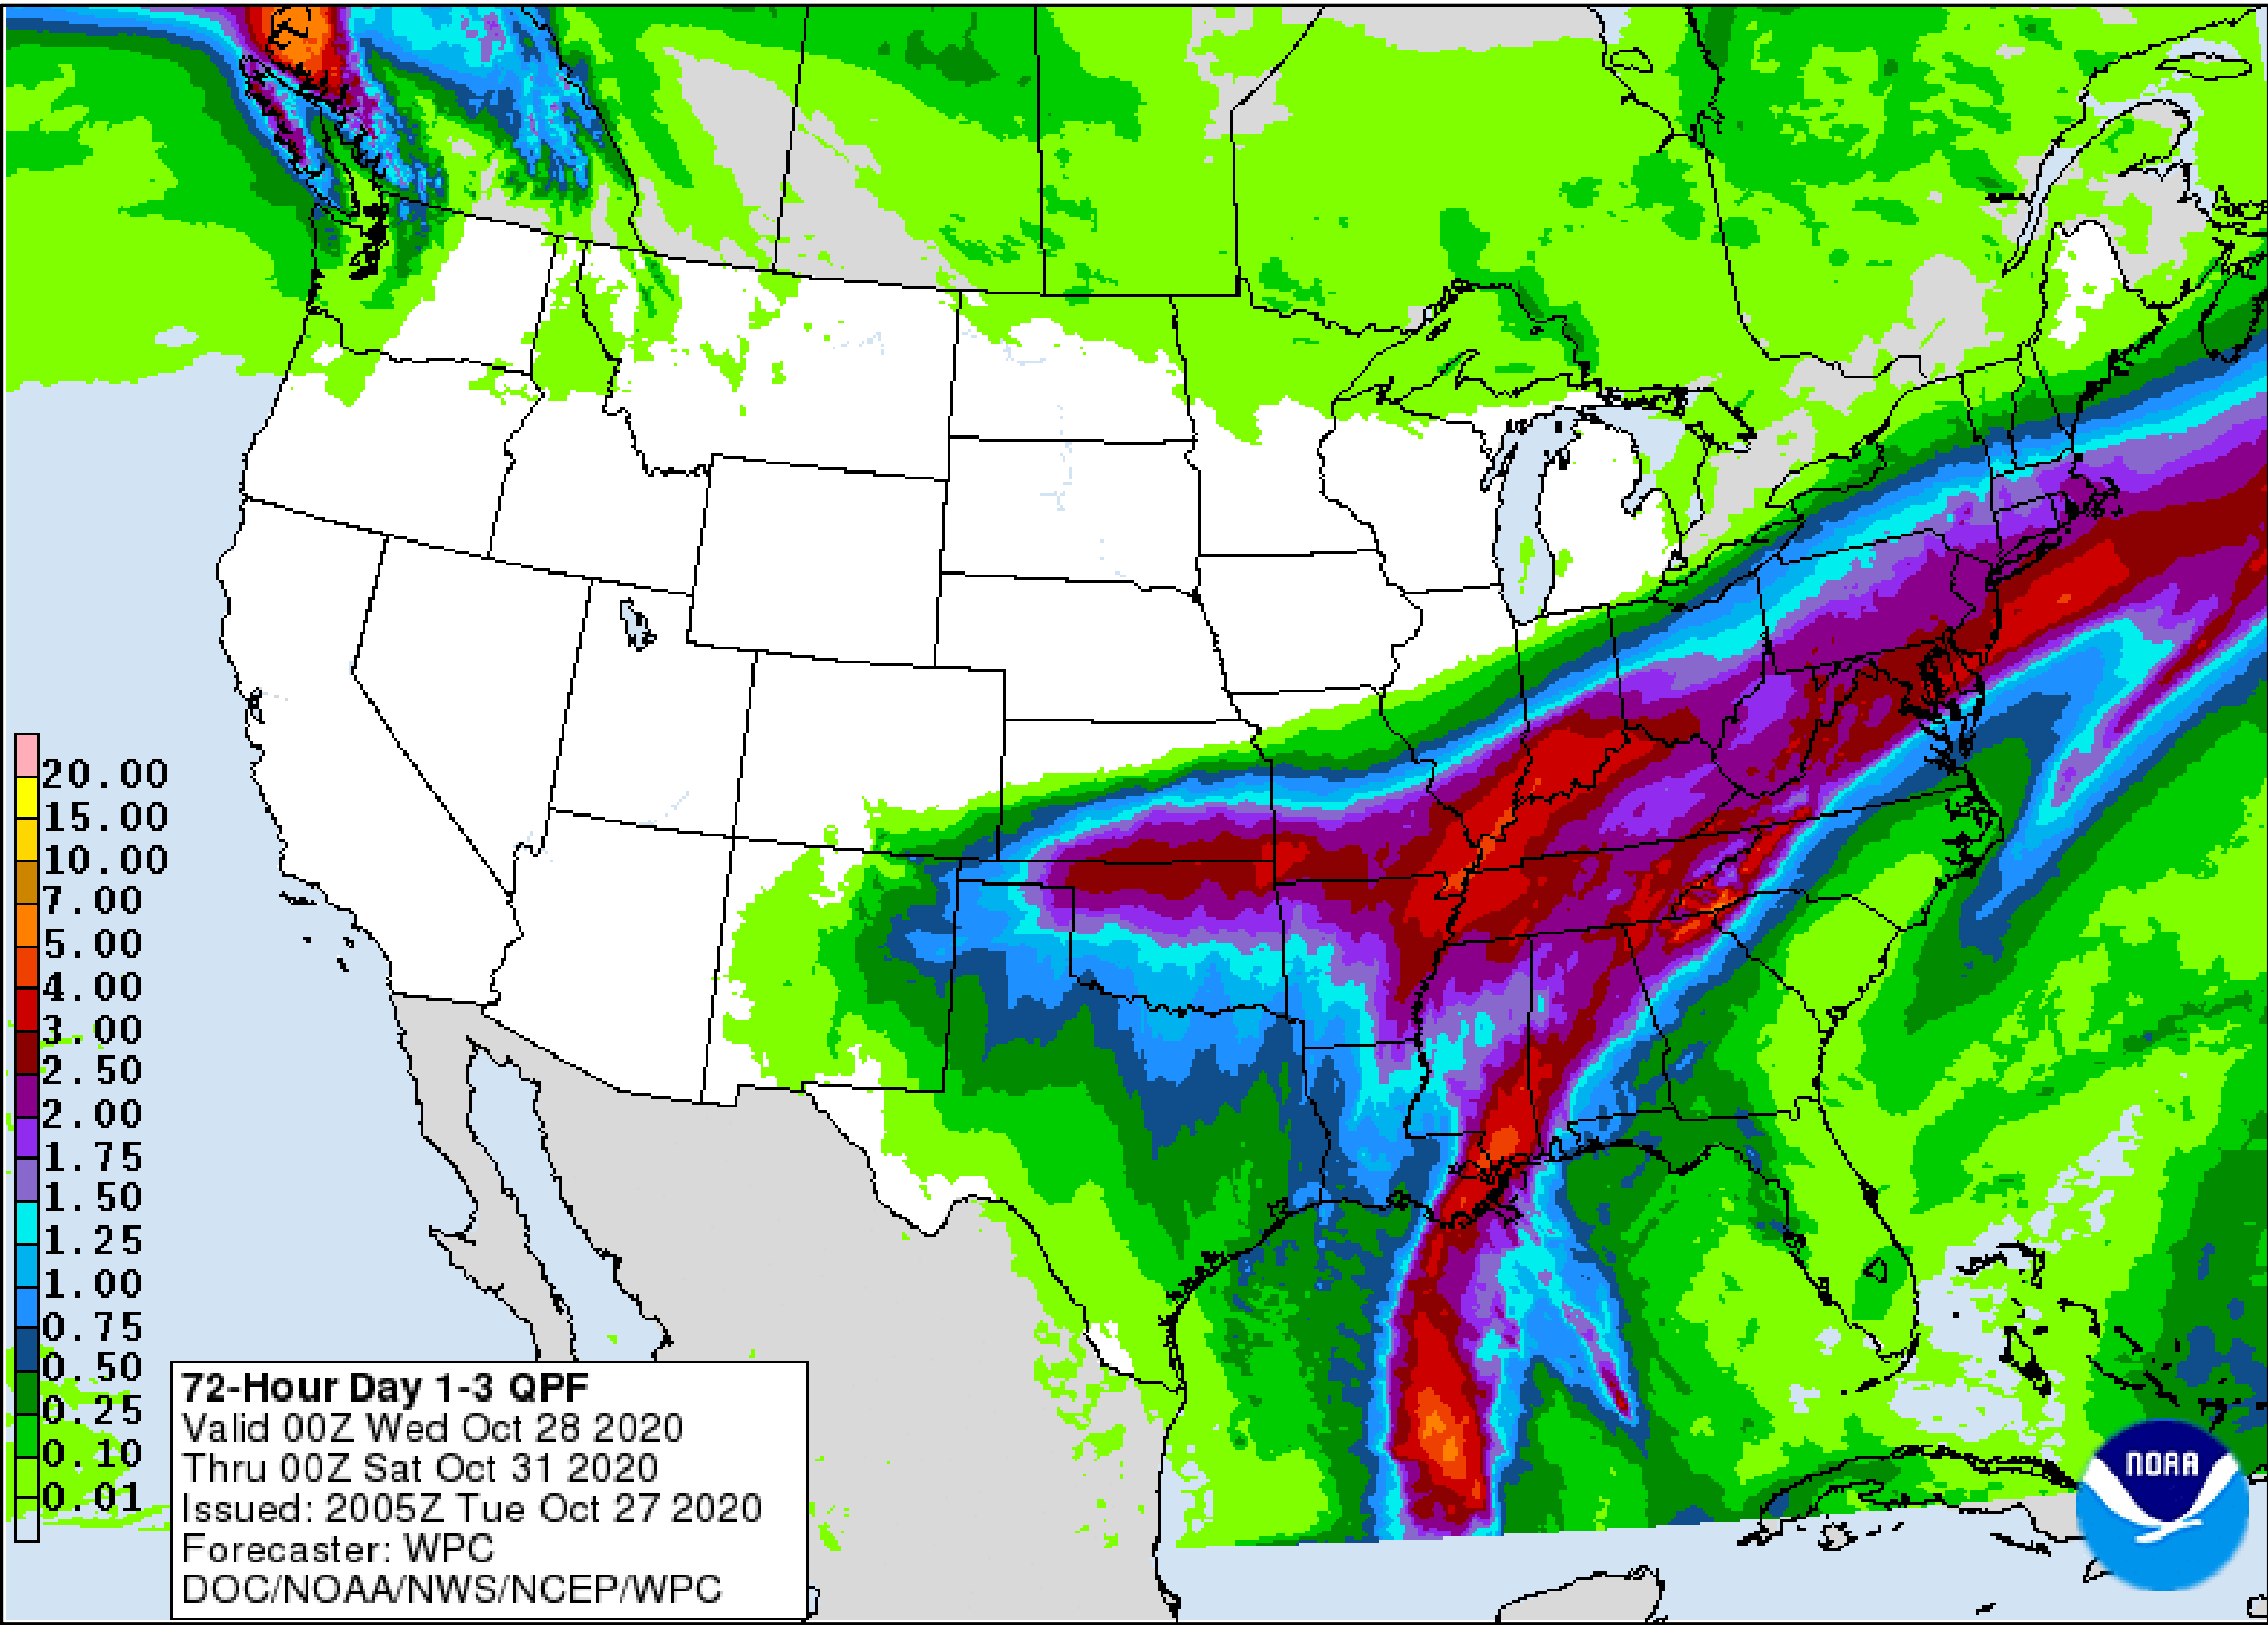 20.00
15.00
10.00
7.00
5.00
4.00
3.00
2.50
2.00
1.75
1.50
1.25
1.00
0.75
0.50
0.25
0.10
0.01
72-Hour Day 1-3 QPF
Valid 00Z Wed Oct 28 2020
Thru 00Z Sat Oct 31 2020
Issued: 2005Z Tue Oct 27 2020
Forecaster: WPC
DOC/NOAA/NWS/NCEP/WPC
NOAA